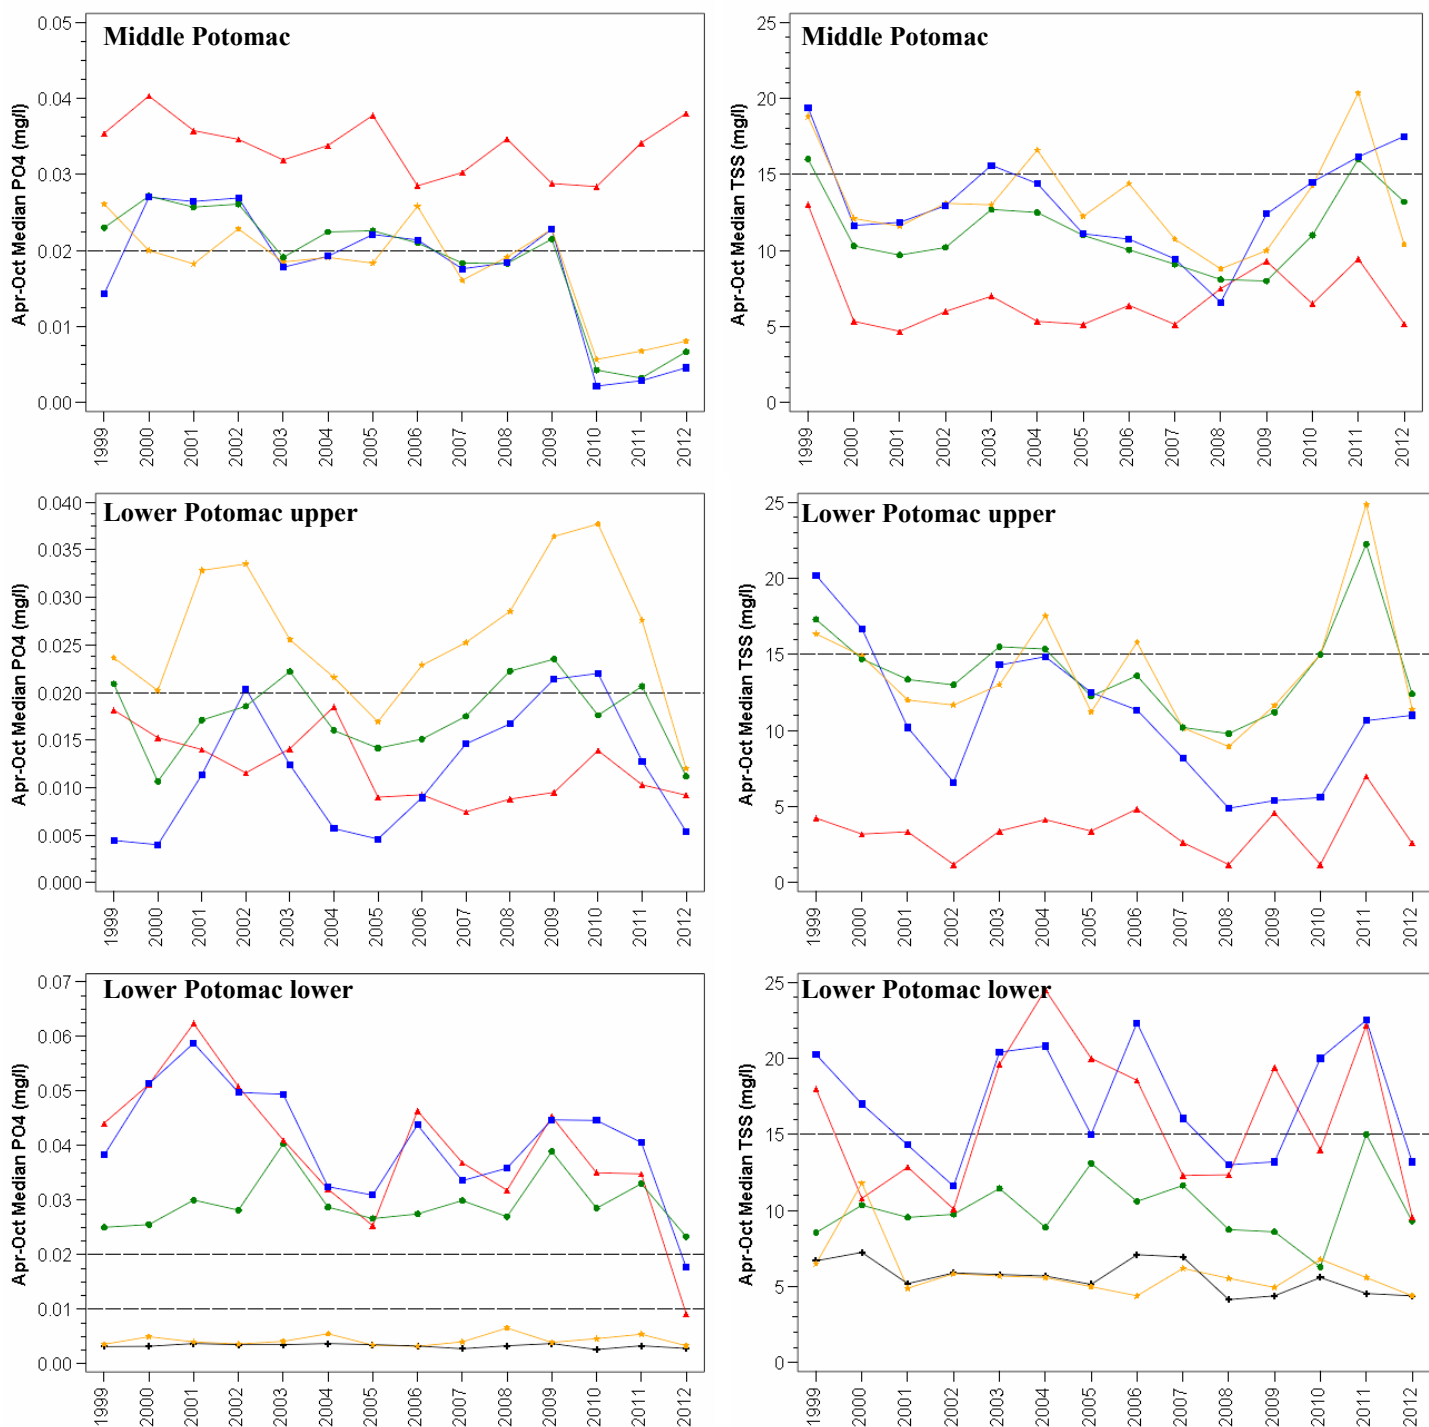 Middle Potomac
Apr-Oct Median PO4 (mg/l)
0.05
0.04
0.03
0.02
0.01
0.00
1999 2000 2001 2002 2003 2004 2005 2006 2007 2008 2009 2010 2011 2012
Middle Potomac
Apr-Oct Median TSS (mg/l)
25
20
15
10
5
0
1999 2000 2001 2002 2003 2004 2005 2006 2007 2008 2009 2010 2011 2012
Lower Potomac upper
Apr-Oct Median PO4 (mg/l)
0.040
0.035
0.030
0.025
0.020
0.015
0.010
0.005
0.000
1999 2000 2001 2002 2003 2004 2005 2006 2007 2008 2009 2010 2011 2012
Lower Potomac upper
Apr-Oct Median TSS (mg/l)
25
20
15
10
5
0
1999 2000 2001 2002 2003 2004 2005 2006 2007 2008 2009 2010 2011 2012
Lower Potomac lower
Apr-Oct Median PO4 (mg/l)
0.07
0.06
0.05
0.04
0.03
0.02
0.01
0.00
1999 2000 2001 2002 2003 2004 2005 2006 2007 2008 2009 2010 2011 2012
Lower Potomac lower
Apr-Oct Median TSS (mg/l)
25
20
15
10
5
0
1999 2000 2001 2002 2003 2004 2005 2006 2007 2008 2009 2010 2011 2012